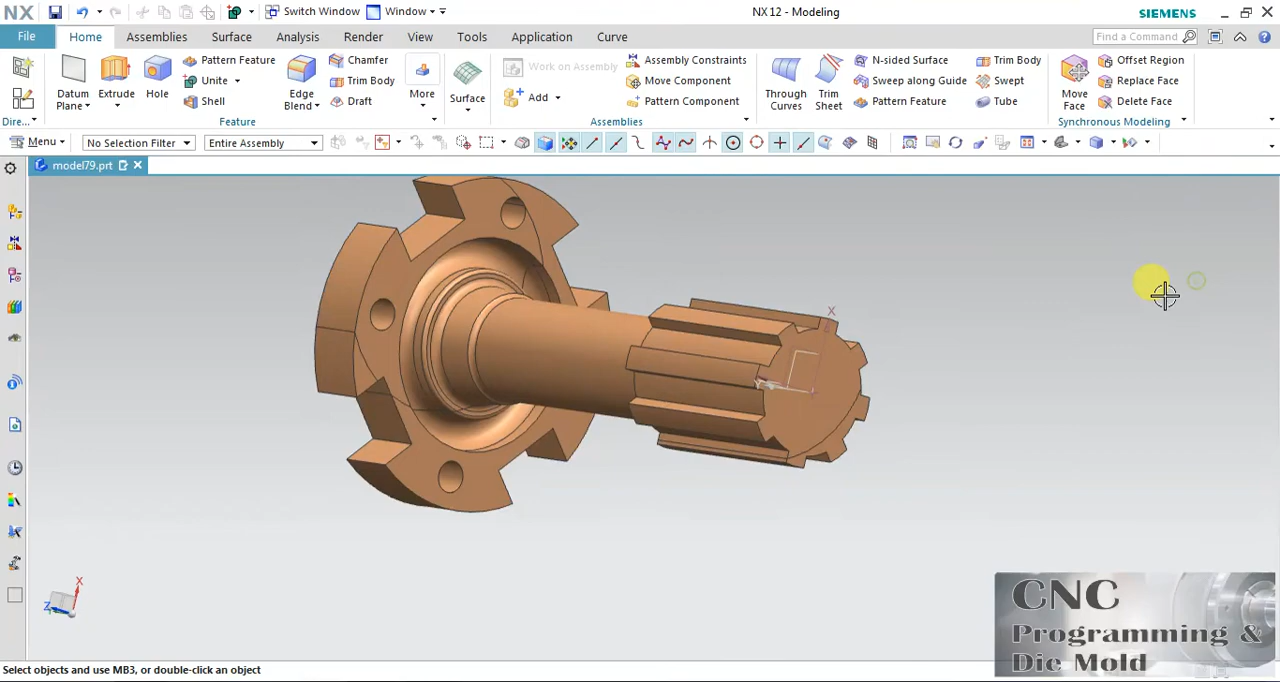 NX Switch Window Window NX 12 - Modeling SIEMENS
File Home Assemblies Surface Analysis Render View Tools Application Curve Find a Command
Datum Plane Extrude Hole Pattern Feature Unite Shell Edge Blend Chamfer Trim Body Draft More Surface
Work on Assembly Add Assembly Constraints Move Component Pattern Component
Through Curves Trim Sheet N-sided Surface Sweep along Guide Pattern Feature Trim Body Swept Tube
Move Face Offset Region Replace Face Delete Face
Dire... Feature Assemblies Synchronous Modeling
Menu No Selection Filter Entire Assembly
model79.prt
X
Y
X
Z
CNC
Programming &
Die Mold
Select objects and use MB3, or double-click an object